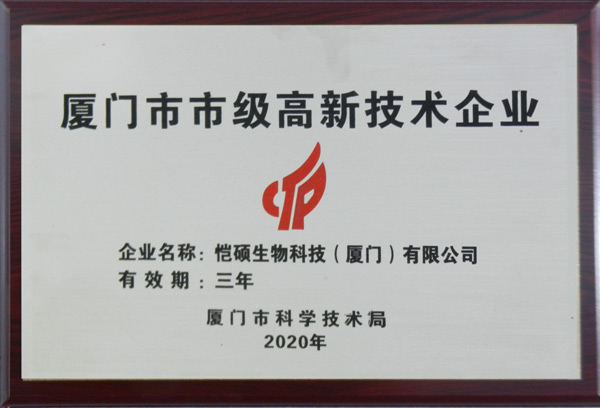 厦门市市级高新技术企业
CTP
企业名称：恺硕生物科技（厦门）有限公司
有效期：三年
厦门市科学技术局
2020年